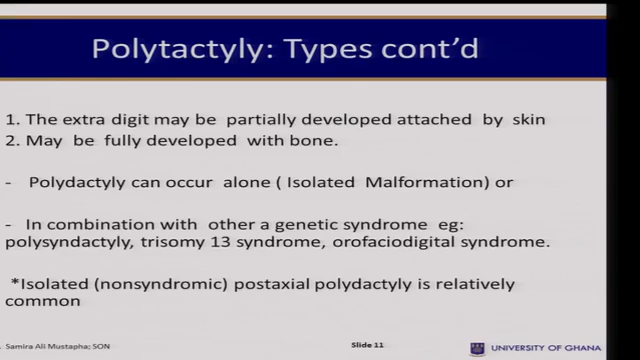 Polytactyly: Types cont’d
1. The extra digit may be partially developed attached by skin
2. May be fully developed with bone.
- Polydactyly can occur alone ( Isolated Malformation) or
- In combination with other a genetic syndrome eg:
polysyndactyly, trisomy 13 syndrome, orofaciodigital syndrome.
*Isolated (nonsyndromic) postaxial polydactyly is relatively
common
. Samira Ali Mustapha; SON
Slide 11
UNIVERSITY OF GHANA